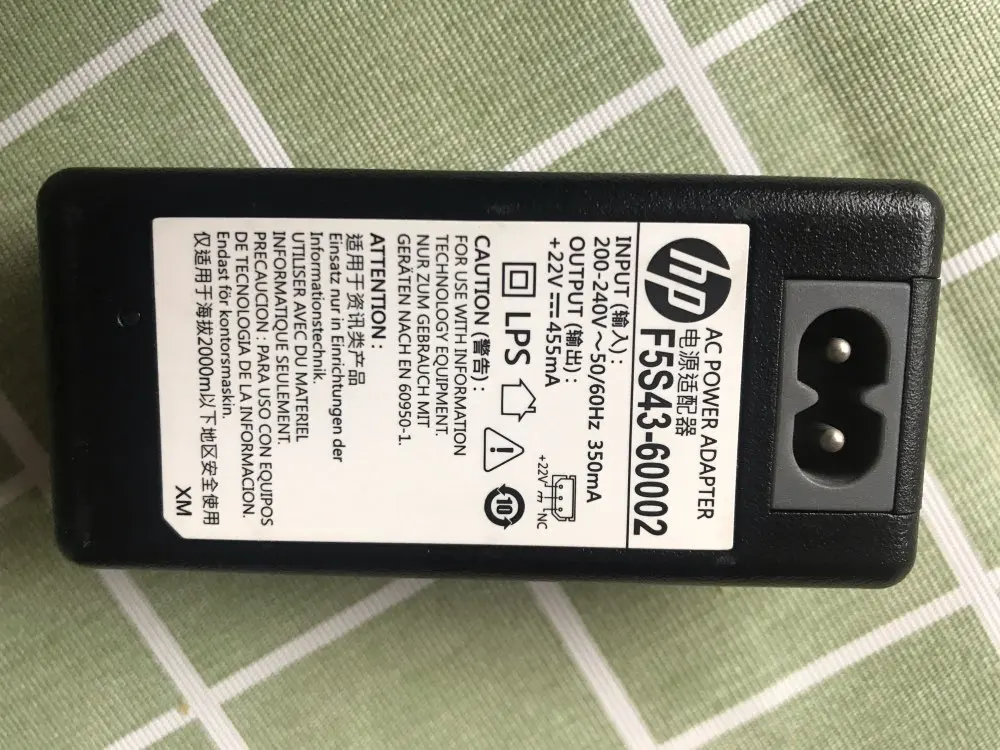 hp
AC POWER ADAPTER
电源适配器
F5S43-60002
INPUT (输入):
200-240V~50/60Hz 350mA
OUTPUT (输出):
+22V⎓455mA
+22V
NC
LPS
10
CAUTION (警告):
FOR USE WITH INFORMATION
TECHNOLOGY EQUIPMENT.
NUR ZUM GEBRAUCH MIT
GERÄTEN NACH EN 60950-1.
ATTENTION:
适用于资讯类产品
Einsatz nur in Einrichtungen der
Informationstechnik.
UTILISER AVEC DU MATERIEL
INFORMATIQUE SEULEMENT.
PRECAUCION: PARA USO CON EQUIPOS
DE TECNOLOGIA DE LA INFORMACION.
Endast för kontorsmaskin.
仅适用于海拔2000m以下地区安全使用
XM